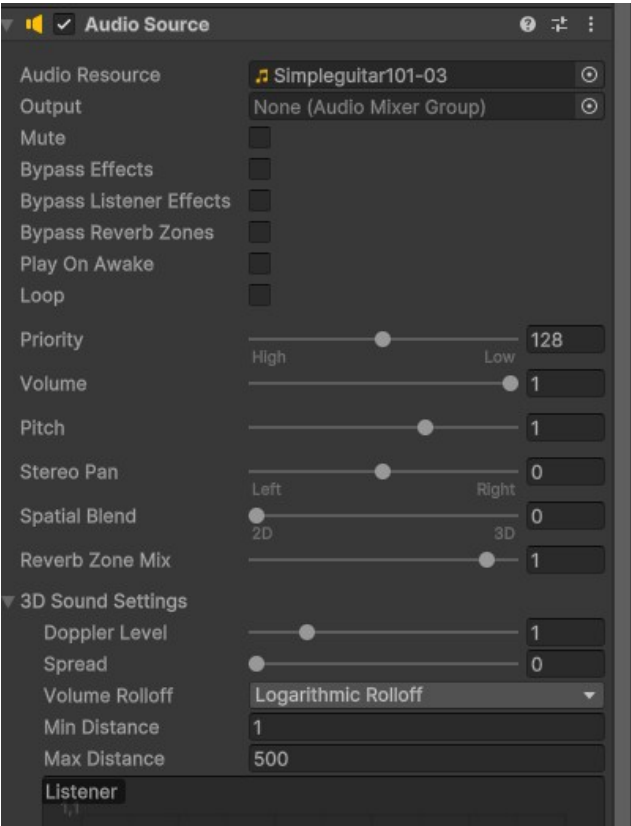 Audio Source
Audio Resource Simpleguitar101-03
Output None (Audio Mixer Group)
Mute
Bypass Effects
Bypass Listener Effects
Bypass Reverb Zones
Play On Awake
Loop
Priority 128
High Low
Volume 1
Pitch 1
Stereo Pan 0
Left Right
Spatial Blend 0
2D 3D
Reverb Zone Mix 1
3D Sound Settings
Doppler Level 1
Spread 0
Volume Rolloff Logarithmic Rolloff
Min Distance 1
Max Distance 500
Listener
1,1